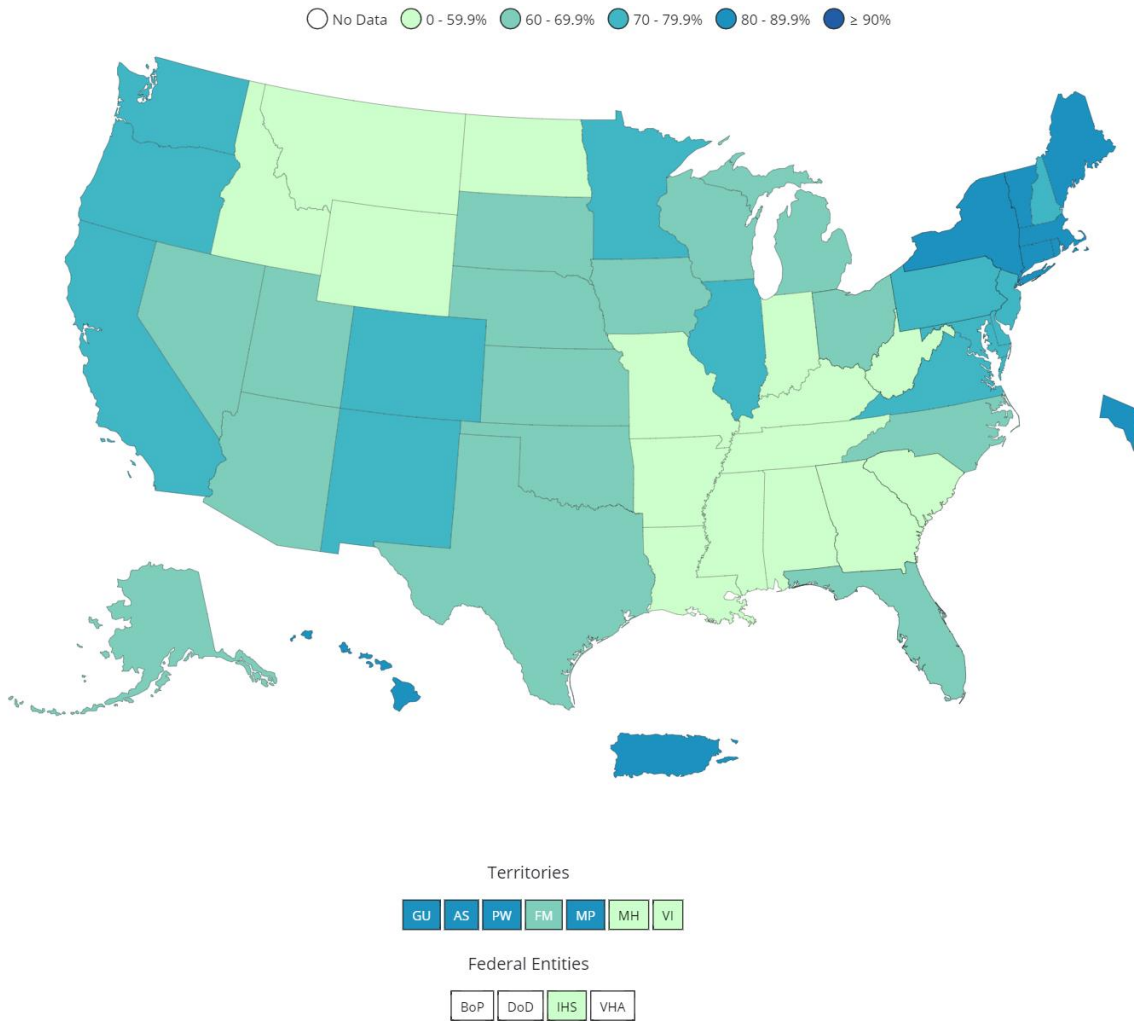 No Data 0 - 59.9% 60 - 69.9% 70 - 79.9% 80 - 89.9% ≥ 90%
Territories
GU AS PW FM MP MH VI
Federal Entities
BoP DoD IHS VHA